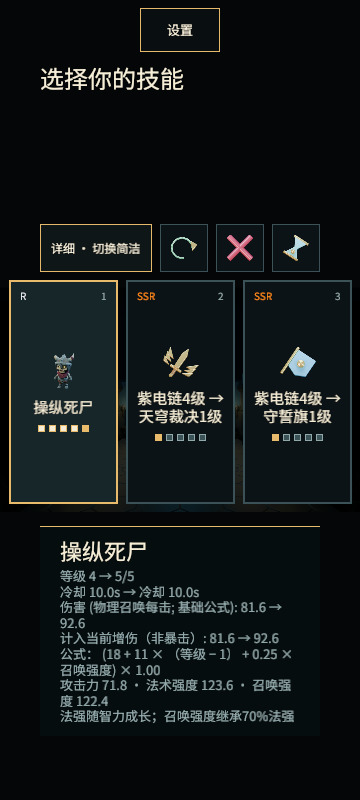 设置
选择你的技能
详细 · 切换简洁
R 1
SSR 2
SSR 3
操纵死尸
紫电链4级 →
天穹裁决1级
紫电链4级 →
守誓旗1级
操纵死尸
等级 4 → 5/5
冷却 10.0s → 冷却 10.0s
伤害 (物理召唤每击; 基础公式): 81.6 →
92.6
计入当前增伤（非暴击）: 81.6 → 92.6
公式： (18 + 11 × （等级 − 1） + 0.25 ×
召唤强度) × 1.00
攻击力 71.8 · 法术强度 123.6 · 召唤强
度 122.4
法强随智力成长；召唤强度继承70%法强